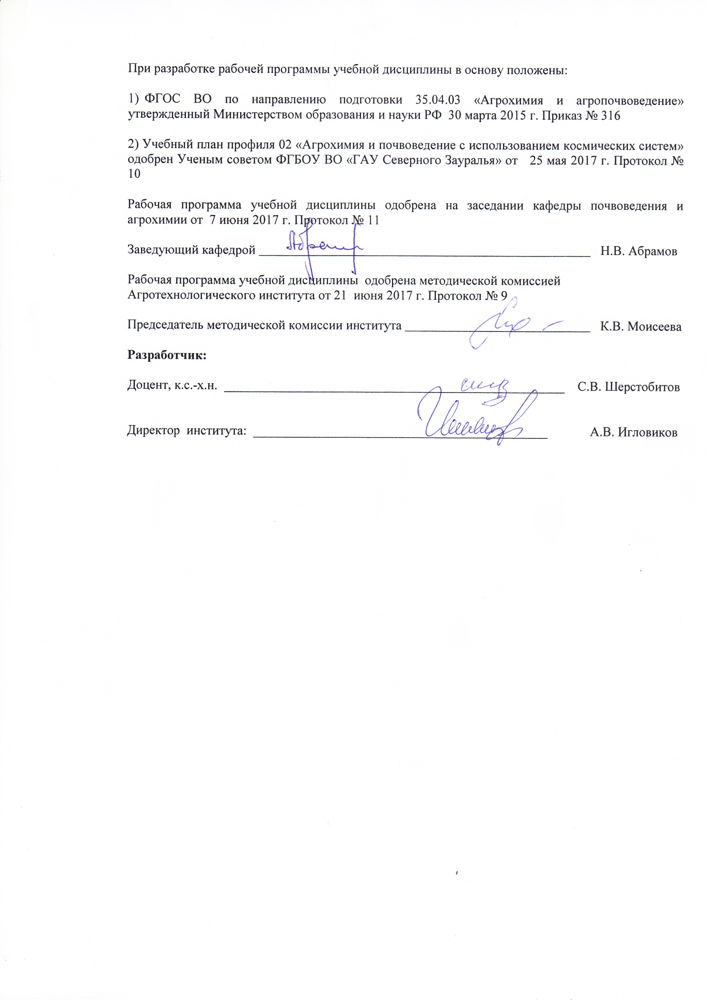 При разработке рабочей программы учебной дисциплины в основу положены:
1) ФГОС ВО по направлению подготовки 35.04.03 «Агрохимия и агропочвоведение»
утвержденный Министерством образования и науки РФ 30 марта 2015 г. Приказ № 316
2) Учебный план профиля 02 «Агрохимия и почвоведение с использованием космических систем»
одобрен Ученым советом ФГБОУ ВО «ГАУ Северного Зауралья» от 25 мая 2017 г. Протокол №
10
Рабочая программа учебной дисциплины одобрена на заседании кафедры почвоведения и
агрохимии от 7 июня 2017 г. Протокол № 11
Заведующий кафедрой Н.В. Абрамов
Рабочая программа учебной дисциплины одобрена методической комиссией
Агротехнологического института от 21 июня 2017 г. Протокол № 9
Председатель методической комиссии института К.В. Моисеева
Разработчик:
Доцент, к.с.-х.н. С.В. Шерстобитов
Директор института: А.В. Игловиков